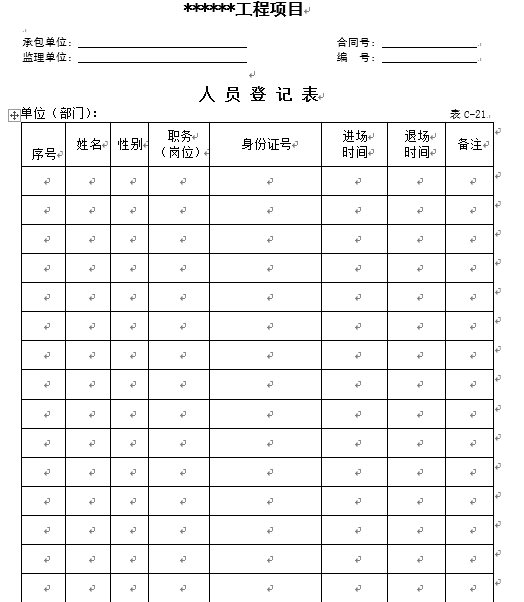 ******工程项目
承包单位： 合同号：
监理单位： 编 号：
人 员 登 记 表
单位（部门）： 表 C-21
序号 姓名 性别 职务（岗位） 身份证号 进场时间 退场时间 备注